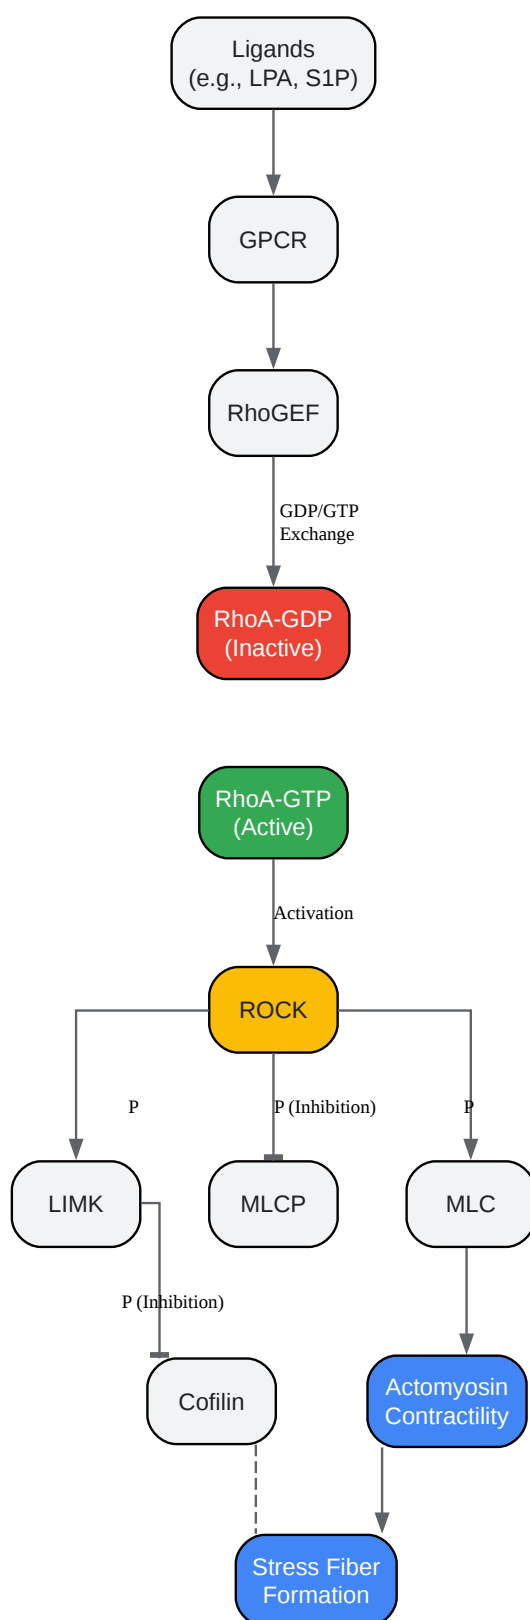 Ligands
(e.g., LPA, S1P)
GPCR
RhoGEF
GDP/GTP
Exchange
RhoA-GDP
(Inactive)
RhoA-GTP
(Active)
Activation
ROCK
P
P (Inhibition)
P
LIMK
MLCP
MLC
P (Inhibition)
Cofilin
Actomyosin
Contractility
Stress Fiber
Formation